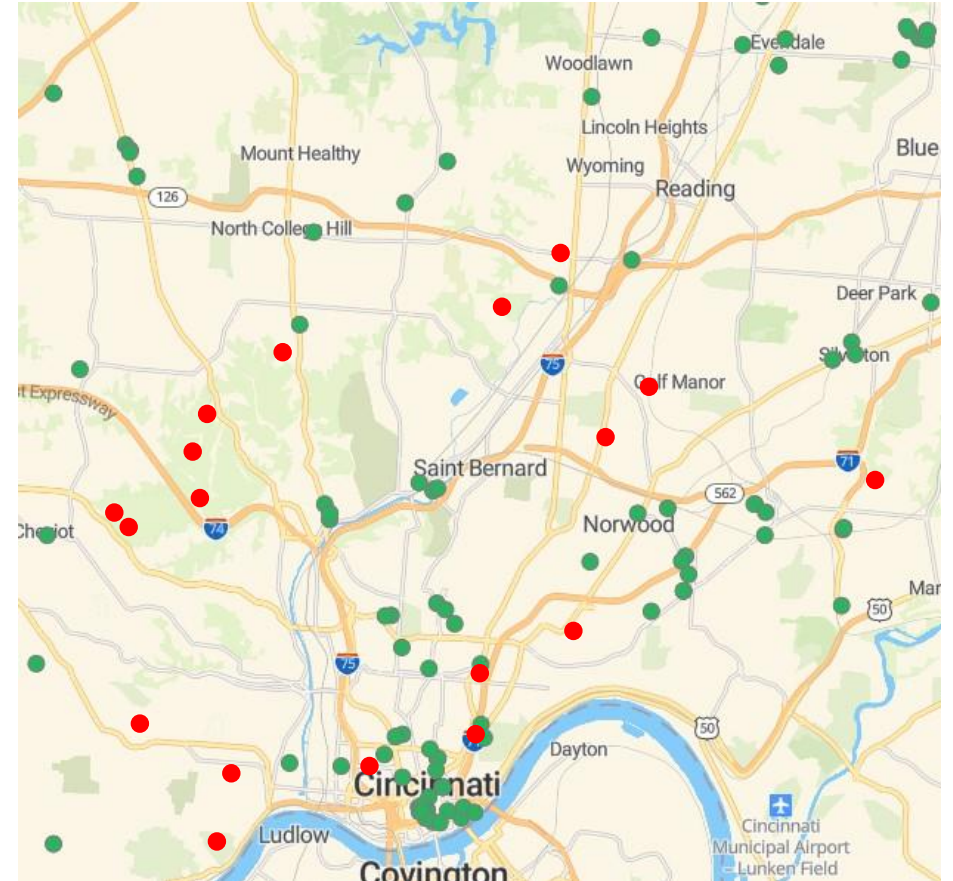 Evendale
Woodlawn
Lincoln Heights
Blue
Mount Healthy
Wyoming
Reading
126
North College Hill
Deer Park
Silverton
75
Golf Manor
st Expressway
71
Saint Bernard
562
Norwood
74
Cheviot
Mar
50
75
50
Dayton
Cincinnati
Cincinnati
Municipal Airport
– Lunken Field
Ludlow
Covington